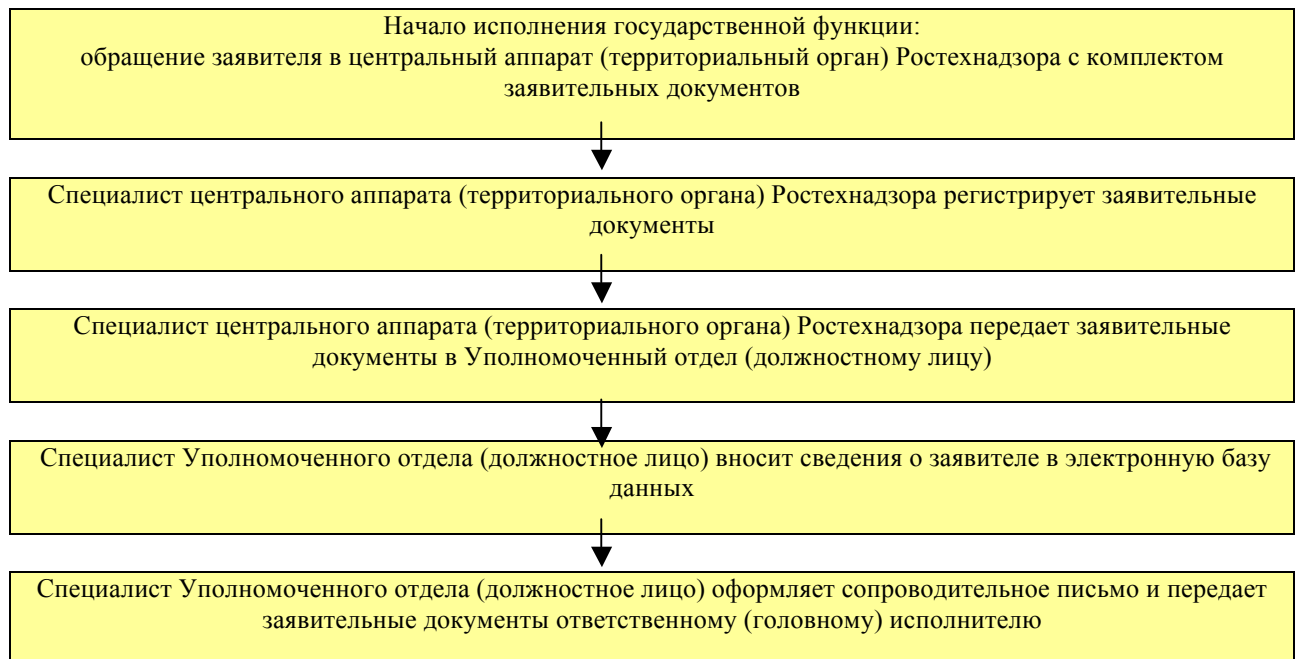 Начало исполнения государственной функции:
обращение заявителя в центральный аппарат (территориальный орган) Ростехнадзора с комплектом
заявительных документов
Специалист центрального аппарата (территориального органа) Ростехнадзора регистрирует заявительные
документы
Специалист центрального аппарата (территориального органа) Ростехнадзора передает заявительные
документы в Уполномоченный отдел (должностному лицу)
Специалист Уполномоченного отдела (должностное лицо) вносит сведения о заявителе в электронную базу
данных
Специалист Уполномоченного отдела (должностное лицо) оформляет сопроводительное письмо и передает
заявительные документы ответственному (головному) исполнителю